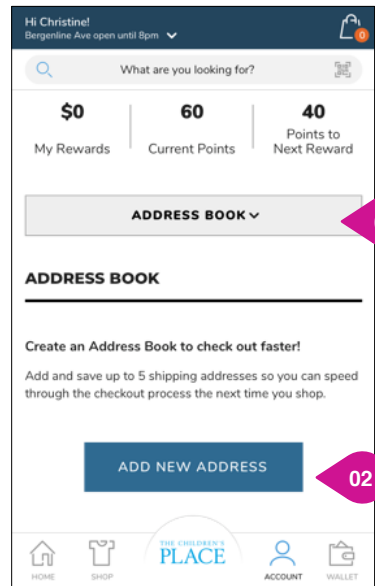 Hi Christine!
Bergenline Ave open until 8pm
0
What are you looking for?
$0
60
40
My Rewards
Current Points
Points to
Next Reward
ADDRESS BOOK
ADDRESS BOOK
Create an Address Book to check out faster!
Add and save up to 5 shipping addresses so you can speed
through the checkout process the next time you shop.
ADD NEW ADDRESS
02
THE CHILDREN'S
PLACE
HOME
SHOP
ACCOUNT
WALLET